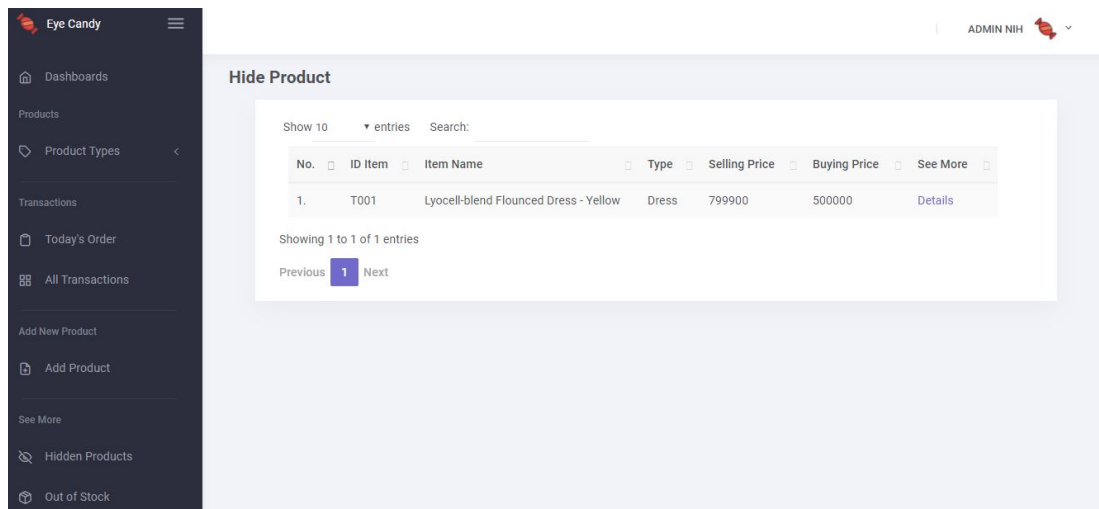 Eye Candy
ADMIN NIH
Dashboards
Products
Product Types
Transactions
Today's Order
All Transactions
Add New Product
Add Product
See More
Hidden Products
Out of Stock
Hide Product
Show 10 entries Search:
No. ID Item Item Name Type Selling Price Buying Price See More
1. T001 Lyocell-blend Flounced Dress - Yellow Dress 799900 500000 Details
Showing 1 to 1 of 1 entries
Previous 1 Next